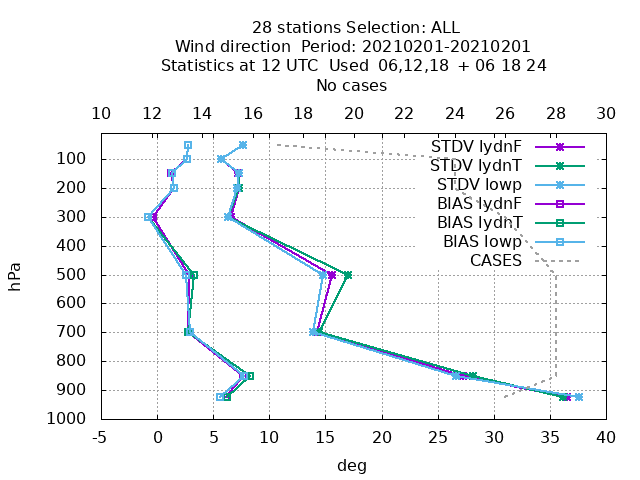 28 stations Selection: ALL
Wind direction  Period: 20210201-20210201
Statistics at 12 UTC  Used  06,12,18  + 06 18 24
No cases
10 12 14 16 18 20 22 24 26 28 30
STDV lydnF
STDV lydnT
STDV lowp
BIAS lydnF
BIAS lydnT
BIAS lowp
CASES
100
200
300
400
500
600
700
800
900
1000
hPa
-5 0 5 10 15 20 25 30 35 40
deg